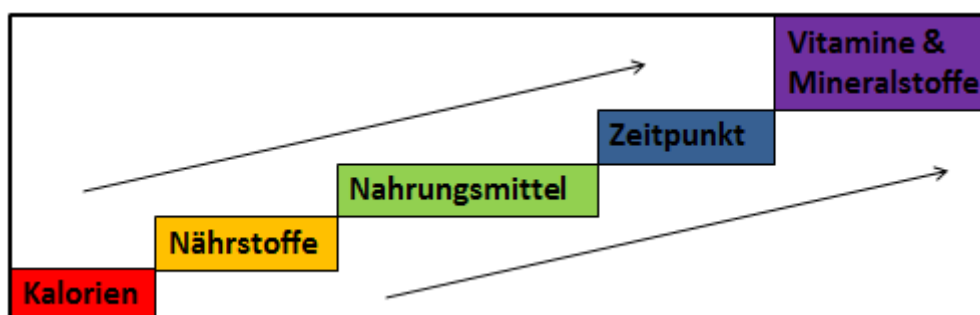 Vitamine &
Mineralstoffe
Zeitpunkt
Nahrungsmittel
Nährstoffe
Kalorien